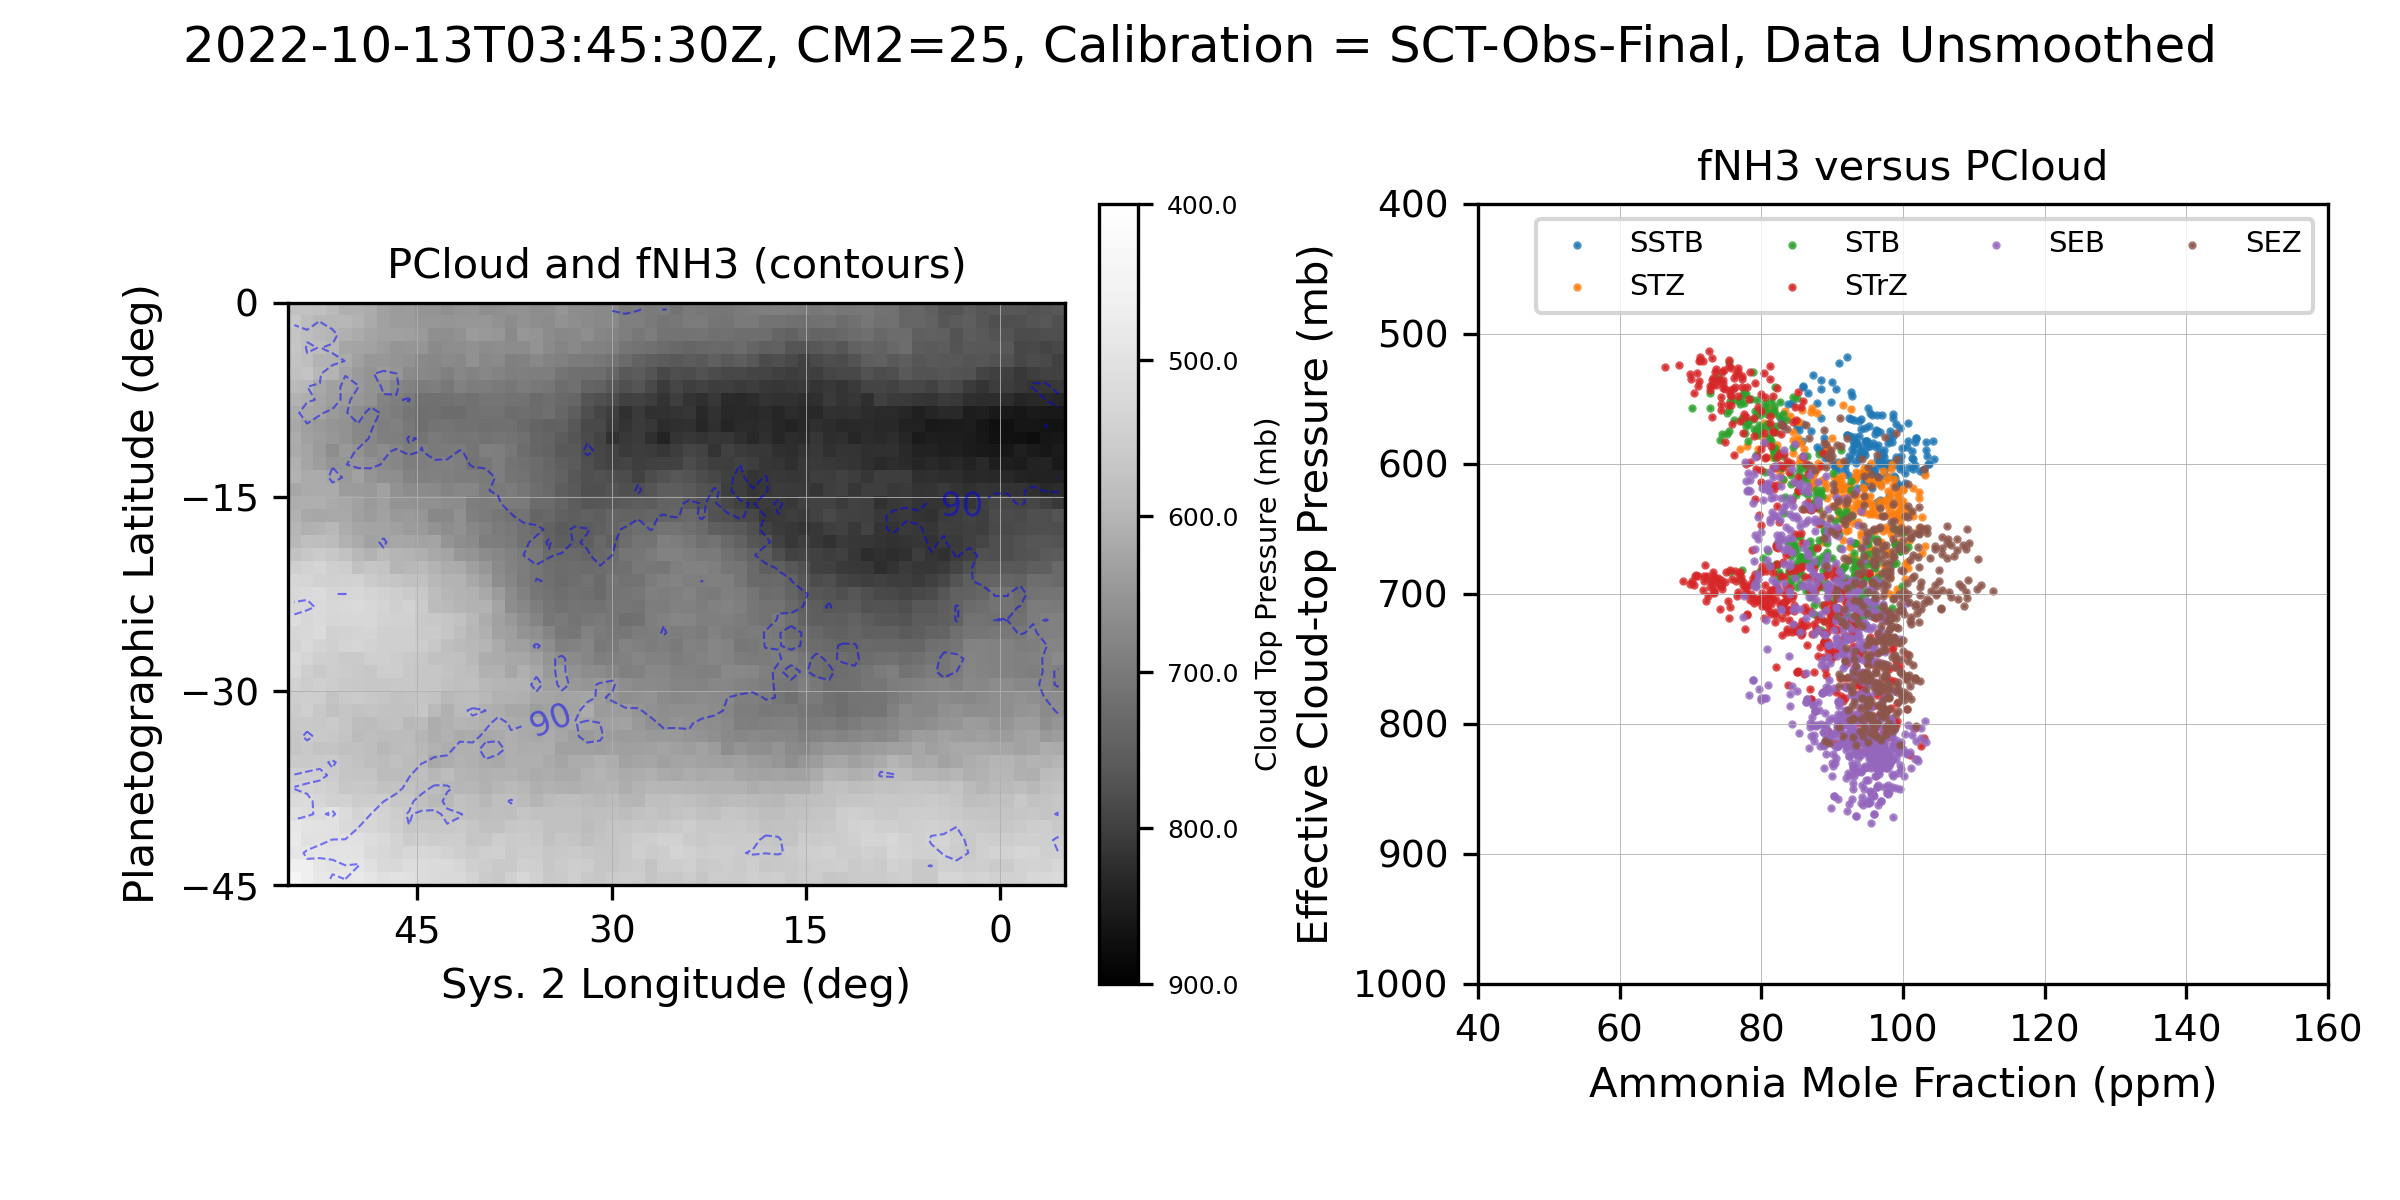 2022-10-13T03:45:30Z, CM2=25, Calibration = SCT-Obs-Final, Data Unsmoothed
PCloud and fNH3 (contours)
Planetographic Latitude (deg)
0
−15
−30
−45
90
90
45
30
15
0
Sys. 2 Longitude (deg)
400.0
500.0
600.0
700.0
800.0
900.0
Cloud Top Pressure (mb)
fNH3 versus PCloud
Effective Cloud-top Pressure (mb)
400
500
600
700
800
900
1000
SSTB STB SEB SEZ
STZ STrZ
40 60 80 100 120 140 160
Ammonia Mole Fraction (ppm)